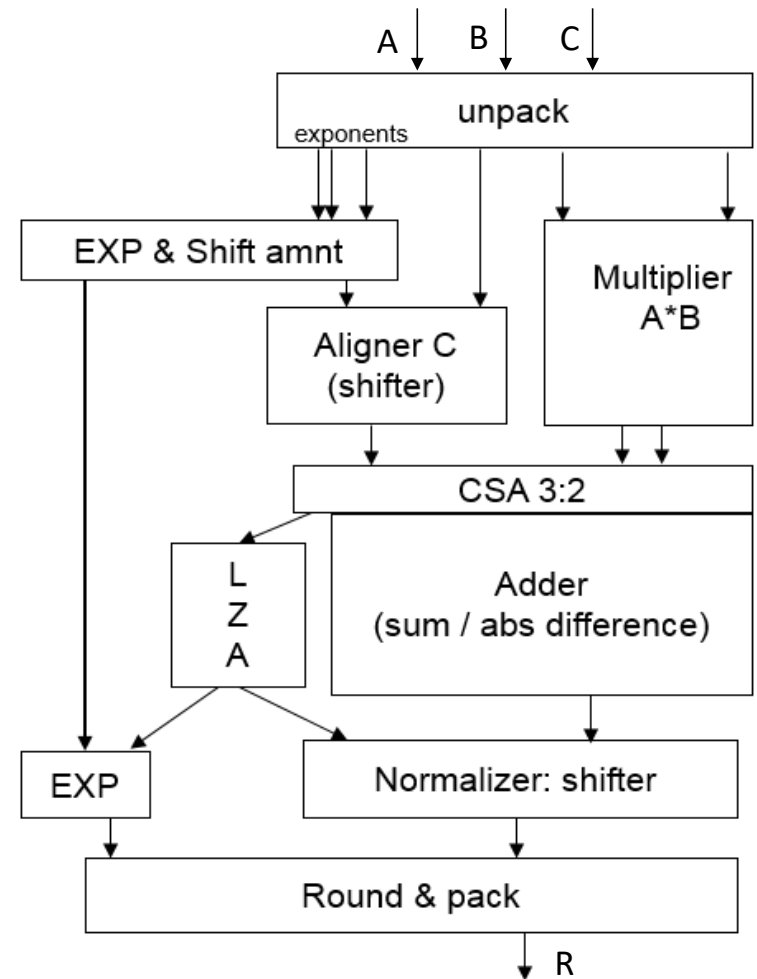 A B C
unpack
exponents
EXP & Shift amnt
Multiplier
A*B
Aligner C
(shifter)
CSA 3:2
L
Z
A
Adder
(sum / abs difference)
EXP
Normalizer: shifter
Round & pack
R